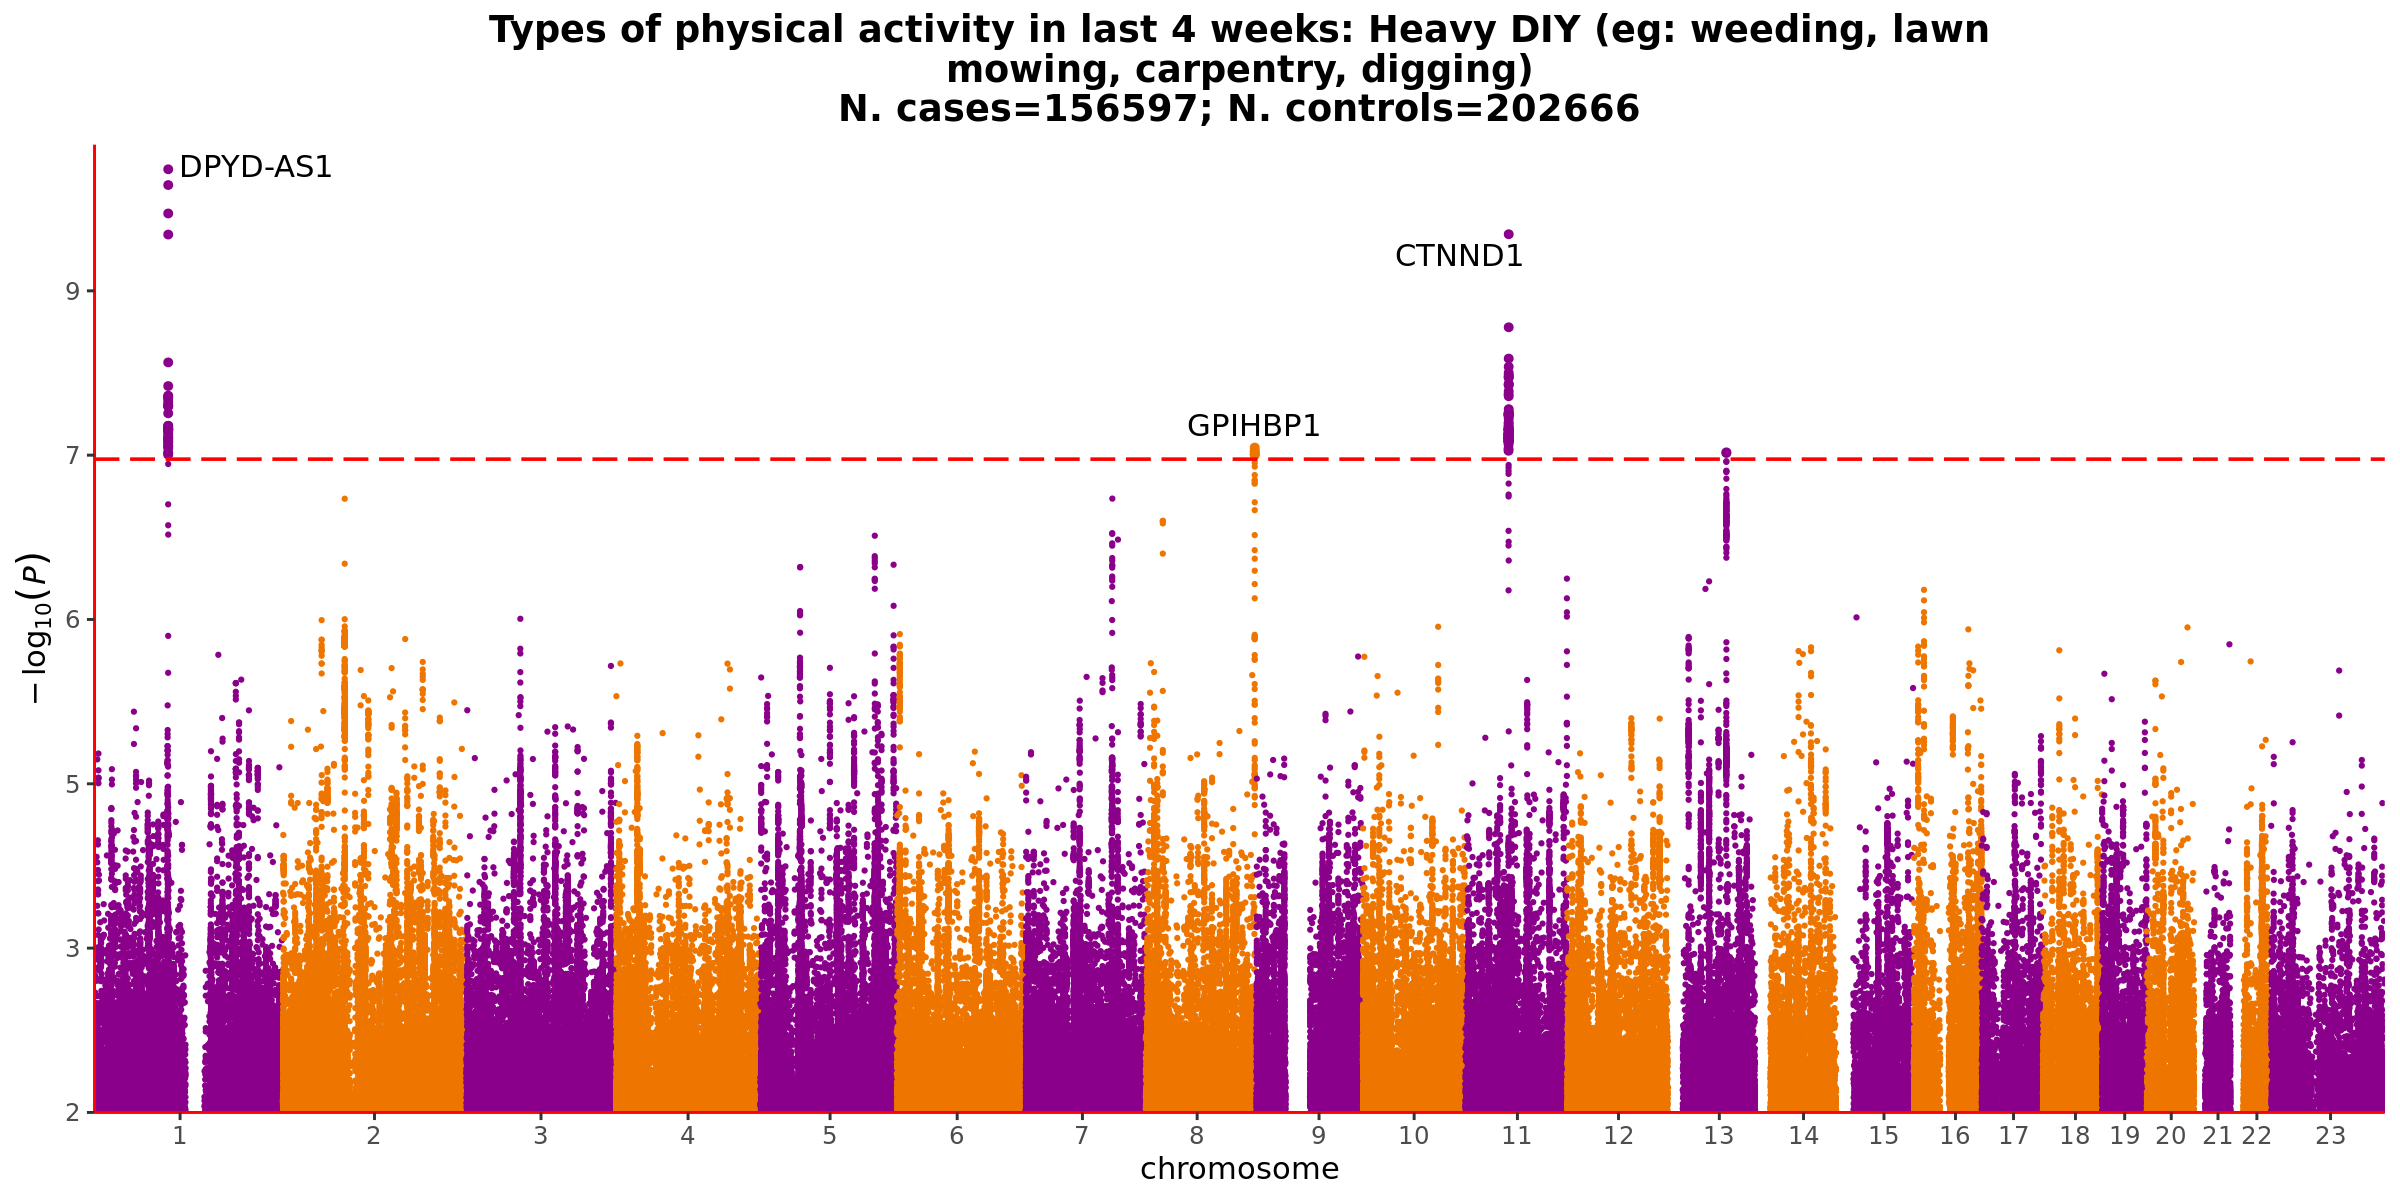 Types of physical activity in last 4 weeks: Heavy DIY (eg: weeding, lawn
mowing, carpentry, digging)
N. cases=156597; N. controls=202666
DPYD-AS1
CTNND1
GPIHBP1
9
7
6
5
3
2
−log10(P)
1 2 3 4 5 6 7 8 9 10 11 12 13 14 15 16 17 18 19 20 21 22 23
chromosome